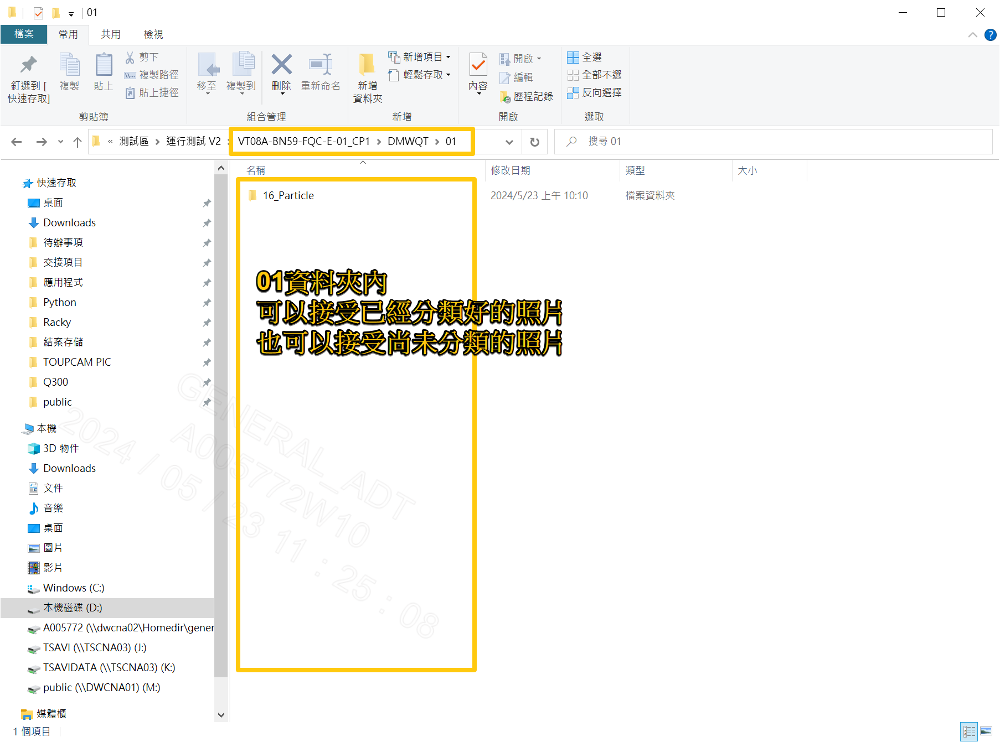 01
檔案
常用
共用
檢視
釘選到 [
快速存取]
複製
貼上
剪下
複製路徑
貼上捷徑
剪貼簿
移至
複製到
刪除
重新命名
組合管理
新增
資料夾
新增項目
輕鬆存取
新增
內容
開啟
編輯
歷程記錄
開啟
全選
全部不選
反向選擇
選取
« 測試區 › 運行測試 V2 › VT08A-BN59-FQC-E-01_CP1 › DMWQT › 01
搜尋 01
名稱
修改日期
類型
大小
16_Particle
2024/5/23 上午 10:10
檔案資料夾
01資料夾內
可以接受已經分類好的照片
也可以接受尚未分類的照片
快速存取
桌面
Downloads
待辦事項
交接項目
應用程式
Python
Racky
結案存儲
TOUPCAM PIC
Q300
public
本機
3D 物件
Downloads
文件
音樂
桌面
圖片
影片
Windows (C:)
本機磁碟 (D:)
A005772 (\\dwcna02\Homedir\gener
TSAVI (\\TSCNA03) (J:)
TSAVIDATA (\\TSCNA03) (K:)
public (\\DWCNA01) (M:)
媒體櫃
1 個項目
GENERAL_ADT
A005772W10
2024 / 05 / 23 11 : 25 : 08